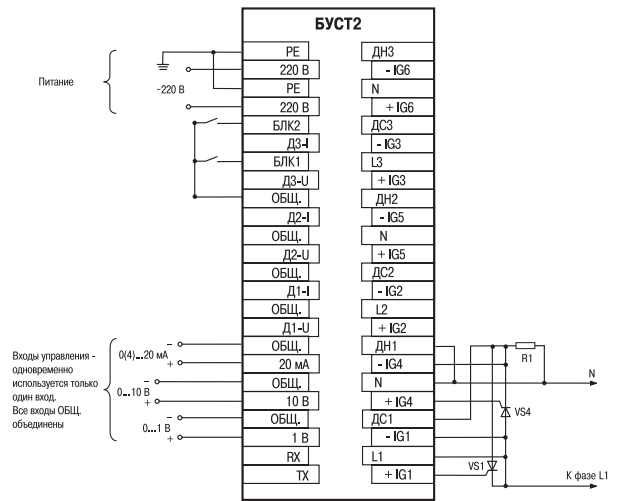 БУСТ2
PE
220 В
PE
220 В
БЛК2
Д3-I
БЛК1
Д3-U
ОБЩ.
Д2-I
ОБЩ.
Д2-U
ОБЩ.
Д1-I
ОБЩ.
Д1-U
ОБЩ.
20 мА
ОБЩ.
10 В
ОБЩ.
1 В
RX
TX
ДН3
- IG6
N
+ IG6
ДС3
- IG3
L3
+ IG3
ДН2
- IG5
N
+ IG5
ДС2
- IG2
L2
+ IG2
ДН1
- IG4
N
+ IG4
ДС1
- IG1
L1
+ IG1
Питание
~220 В
Входы управления -
одновременно
используется только
один вход.
Все входы ОБЩ.
объединены
−
0(4)...20 мА
+
−
0...10 В
+
−
0...1 В
+
R1
N
VS4
VS1
К фазе L1